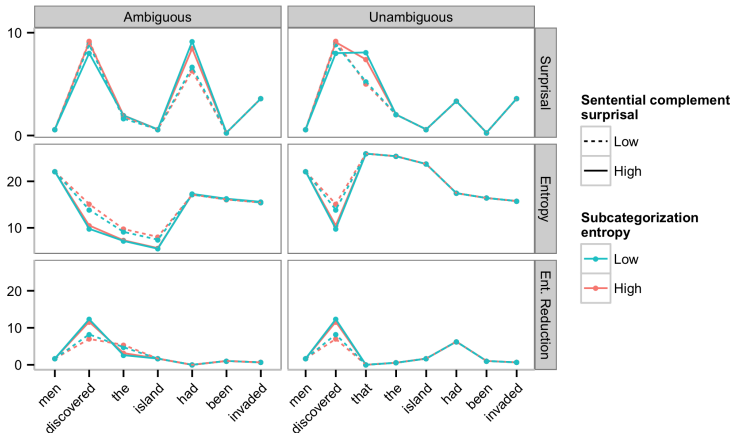 Ambiguous
Unambiguous
10
0
Surprisal
20
10
Entropy
20
10
0
Ent. Reduction
men
discovered
the
island
had
been
invaded
men
discovered
that
the
island
had
been
invaded
Sentential complement
surprisal
Low
High
Subcategorization
entropy
Low
High